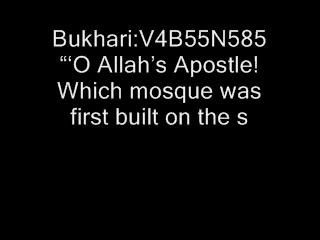 Bukhari:V4B55N585
“‘O Allah’s Apostle!
Which mosque was
first built on the s